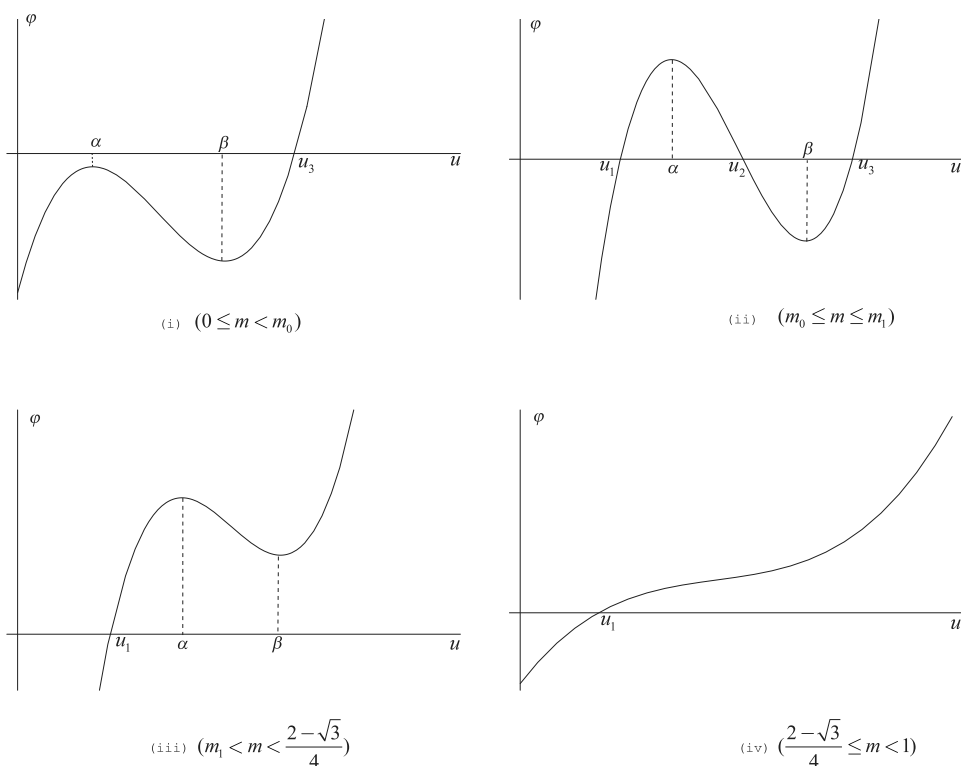 φ
α
β
u
u₃
(i) (0 ≤ m < m₀)
φ
u₁
α
u₂
β
u₃
u
(ii) (m₀ ≤ m ≤ m₁)
φ
u₁
α
β
u
(iii) (m₁ < m < (2−√3)/4)
φ
u₁
u
(iv) ((2−√3)/4 ≤ m < 1)